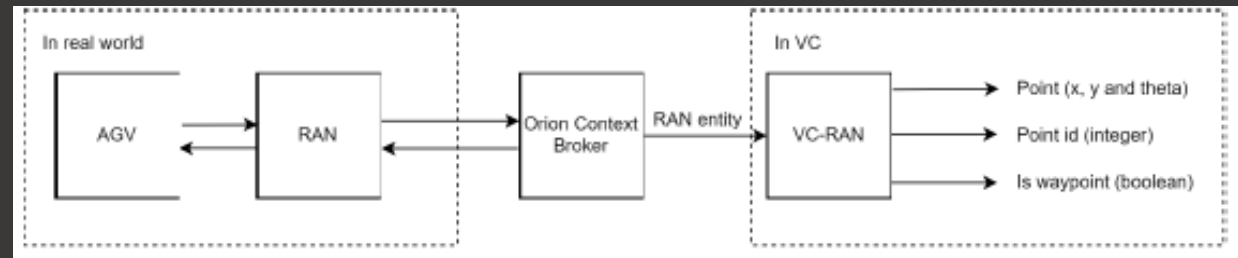 In real world
AGV
RAN
Orion Context
Broker
RAN entity
In VC
VC-RAN
Point (x, y and theta)
Point id (integer)
Is waypoint (boolean)